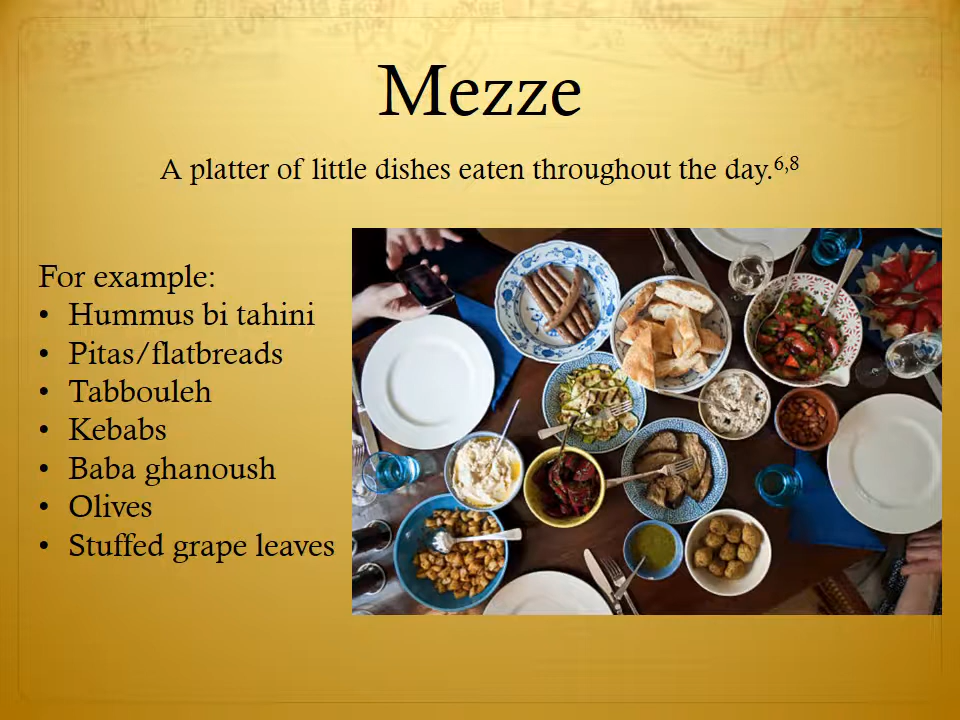 Mezze
A platter of little dishes eaten throughout the day.6,8
For example:
• Hummus bi tahini
• Pitas/flatbreads
• Tabbouleh
• Kebabs
• Baba ghanoush
• Olives
• Stuffed grape leaves